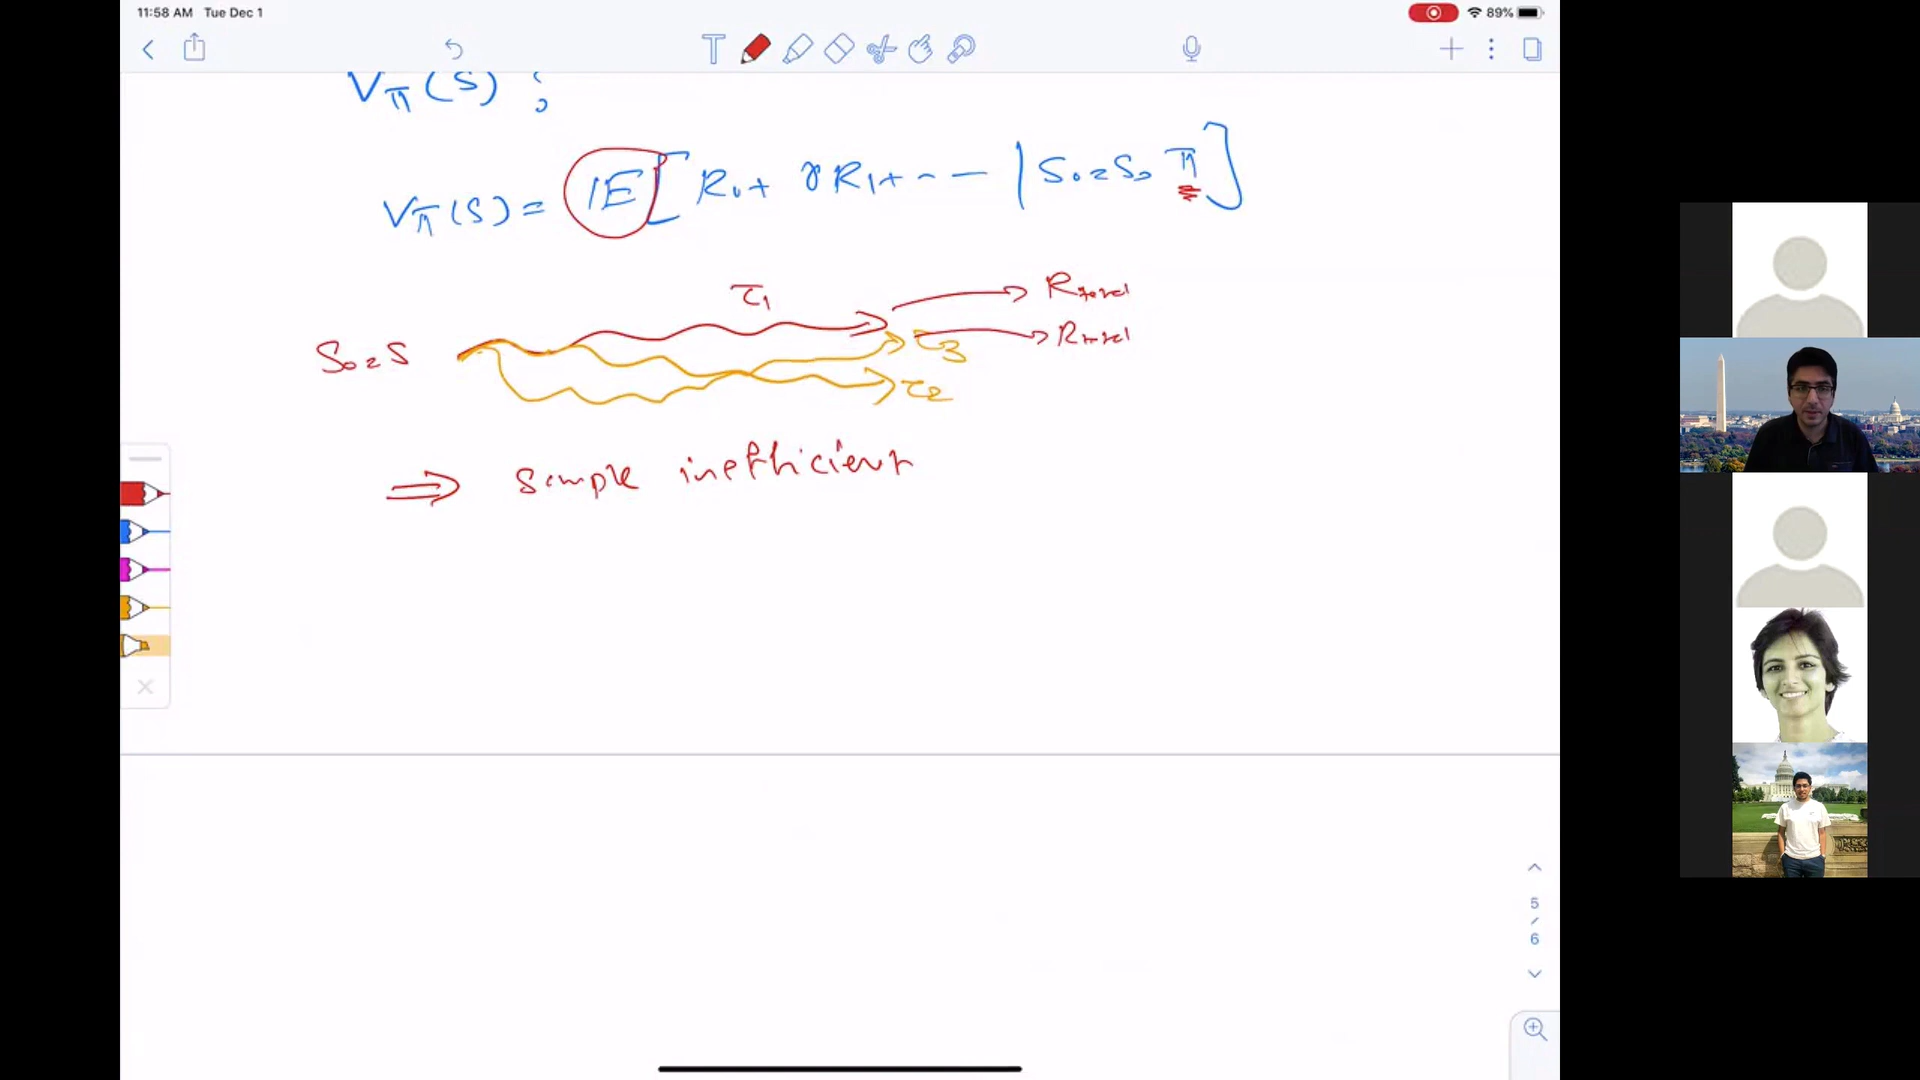 11:58 AM Tue Dec 1
89%
T
Vπ(S) :
Vπ(S) = IE[ R0 + γR1 + - - — | S0=S, π ]
τ1
Rtotal
S0=S
τ3
Rtotal
τ2
⇒ sample inefficient
5
/
6